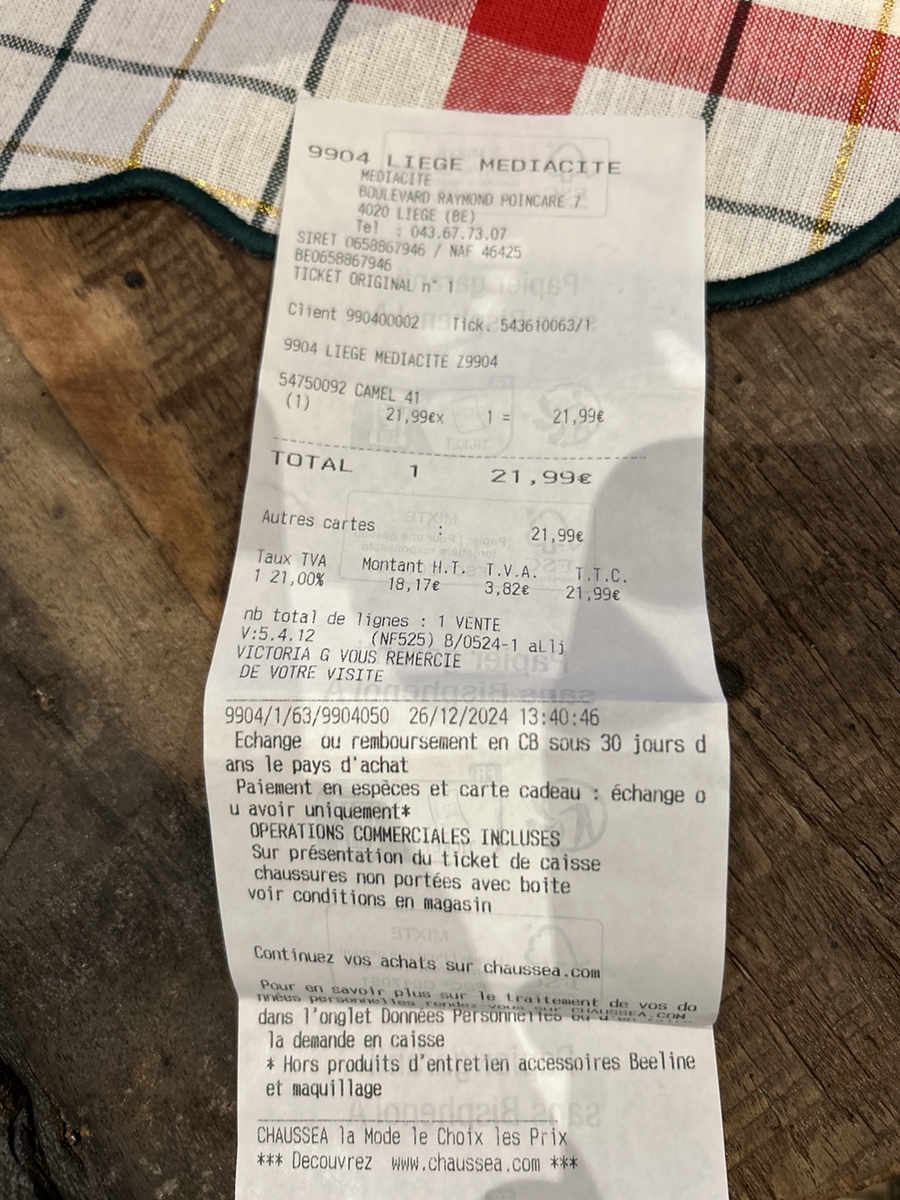 9904 LIEGE MEDIACITE
MEDIACITE
BOULEVARD RAYMOND POINCARE 7
4020 LIEGE (BE)
Tel : 043.67.73.07
SIRET 0658867946 / NAF 46425
BE0658867946
TICKET ORIGINAL n° 1
Client 990400002 Tick. 543610063/1
9904 LIEGE MEDIACITE Z9904
54750092 CAMEL 41
(1) 21,99€x 1 = 21,99€
TOTAL 1 21,99€
Autres cartes : 21,99€
Taux TVA Montant H.T. T.V.A. T.T.C.
1 21,00% 18,17€ 3,82€ 21,99€
nb total de lignes : 1 VENTE
V:5.4.12 (NF525) B/0524-1 aLlj
VICTORIA G VOUS REMERCIE
DE VOTRE VISITE
9904/1/63/9904050 26/12/2024 13:40:46
Echange ou remboursement en CB sous 30 jours d
ans le pays d'achat
Paiement en espèces et carte cadeau : échange o
u avoir uniquement*
OPERATIONS COMMERCIALES INCLUSES
Sur présentation du ticket de caisse
chaussures non portées avec boite
voir conditions en magasin
Continuez vos achats sur chaussea.com
Pour en savoir plus sur le traitement de vos do
nnées personnelles rendez-vous sur CHAUSSEA.COM
dans l'onglet Données Personnelles ou
la demande en caisse
* Hors produits d'entretien accessoires Beeline
et maquillage
CHAUSSEA la Mode le Choix les Prix
*** Decouvrez www.chaussea.com ***